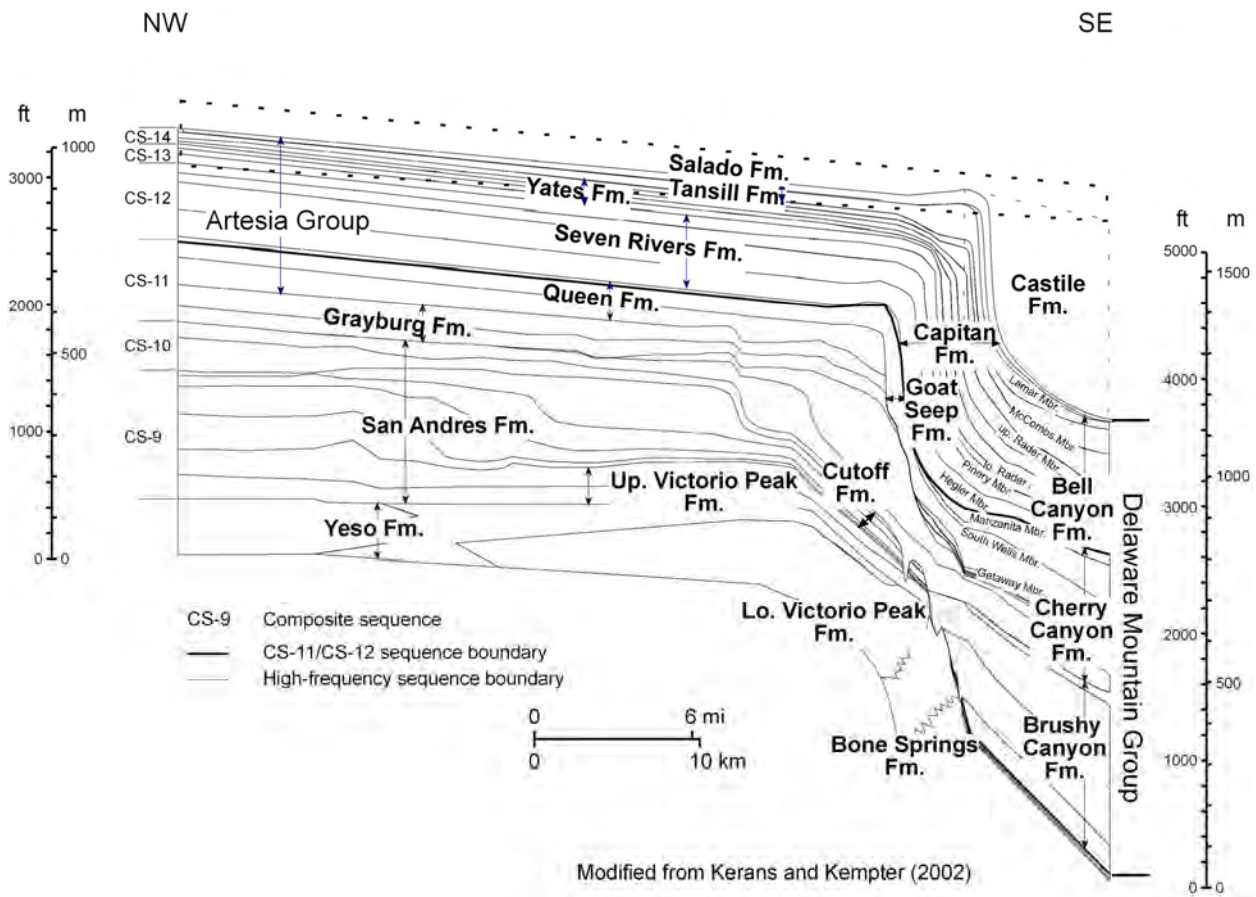 NW
SE
ft m
1000
3000
2000
500
1000
0 0
CS-14
CS-13
CS-12
CS-11
CS-10
CS-9
Salado Fm.
Tansill Fm.
Yates Fm.
Artesia Group
Seven Rivers Fm.
Queen Fm.
Grayburg Fm.
San Andres Fm.
Up. Victorio Peak
Fm.
Yeso Fm.
Cutoff
Fm.
Goat
Seep
Fm.
Capitan
Fm.
Castile
Fm.
Lamar Mbr.
McCombs Mbr.
up. Rader Mbr.
lo. Rader
Pinery Mbr.
Hegler Mbr.
Manzanita Mbr.
South Wells Mbr.
Getaway Mbr.
Bell
Canyon
Fm.
Cherry
Canyon
Fm.
Brushy
Canyon
Fm.
Delaware Mountain Group
Lo. Victorio Peak
Fm.
Bone Springs
Fm.
ft m
5000
1500
4000
1000
3000
2000
500
1000
0 0
CS-9 Composite sequence
CS-11/CS-12 sequence boundary
High-frequency sequence boundary
0 6 mi
0 10 km
Modified from Kerans and Kempter (2002)